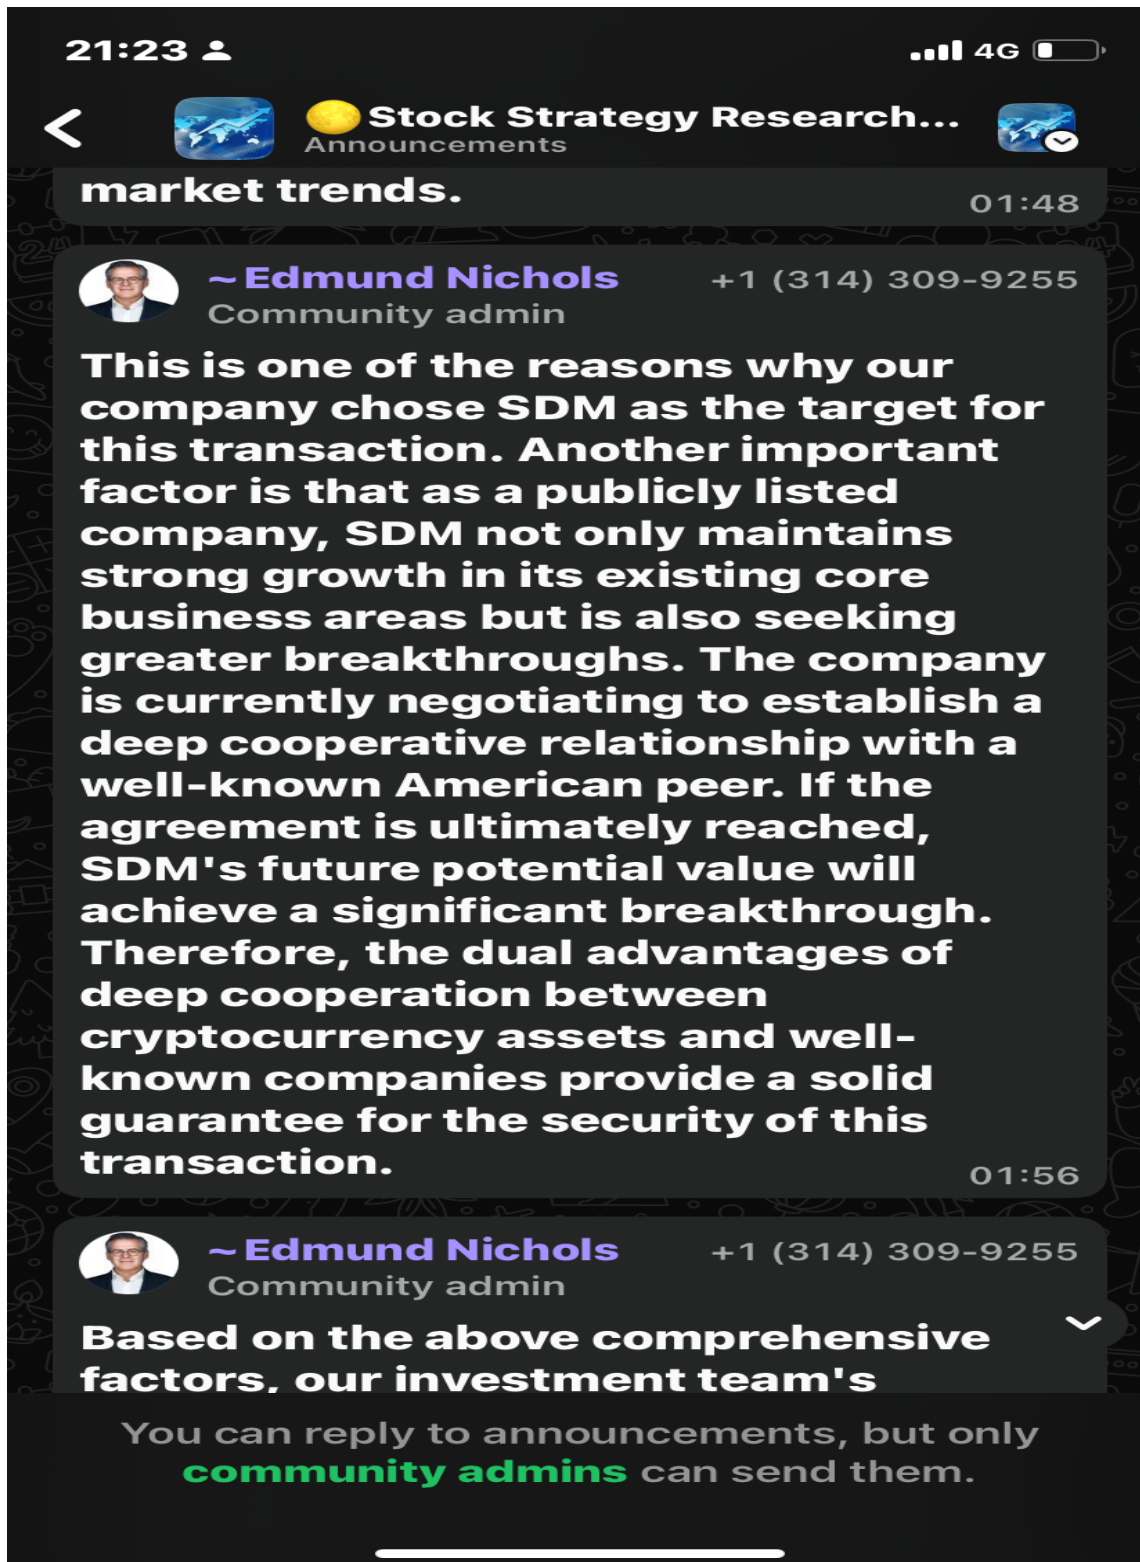 21:23
4G
Stock Strategy Research...
Announcements
market trends.
01:48
~Edmund Nichols
+1 (314) 309-9255
Community admin
This is one of the reasons why our
company chose SDM as the target for
this transaction. Another important
factor is that as a publicly listed
company, SDM not only maintains
strong growth in its existing core
business areas but is also seeking
greater breakthroughs. The company
is currently negotiating to establish a
deep cooperative relationship with a
well-known American peer. If the
agreement is ultimately reached,
SDM's future potential value will
achieve a significant breakthrough.
Therefore, the dual advantages of
deep cooperation between
cryptocurrency assets and well-
known companies provide a solid
guarantee for the security of this
transaction.
01:56
~Edmund Nichols
+1 (314) 309-9255
Community admin
Based on the above comprehensive
factors, our investment team's
You can reply to announcements, but only
community admins can send them.